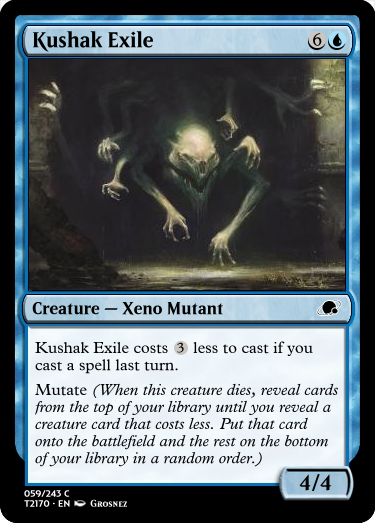 Kushak Exile 6
Creature — Xeno Mutant
Kushak Exile costs 3 less to cast if you
cast a spell last turn.
Mutate (When this creature dies, reveal cards
from the top of your library until you reveal a
creature card that costs less. Put that card
onto the battlefield and the rest on the bottom
of your library in a random order.)
4/4
059/243 C
T2170 • EN Grosnez